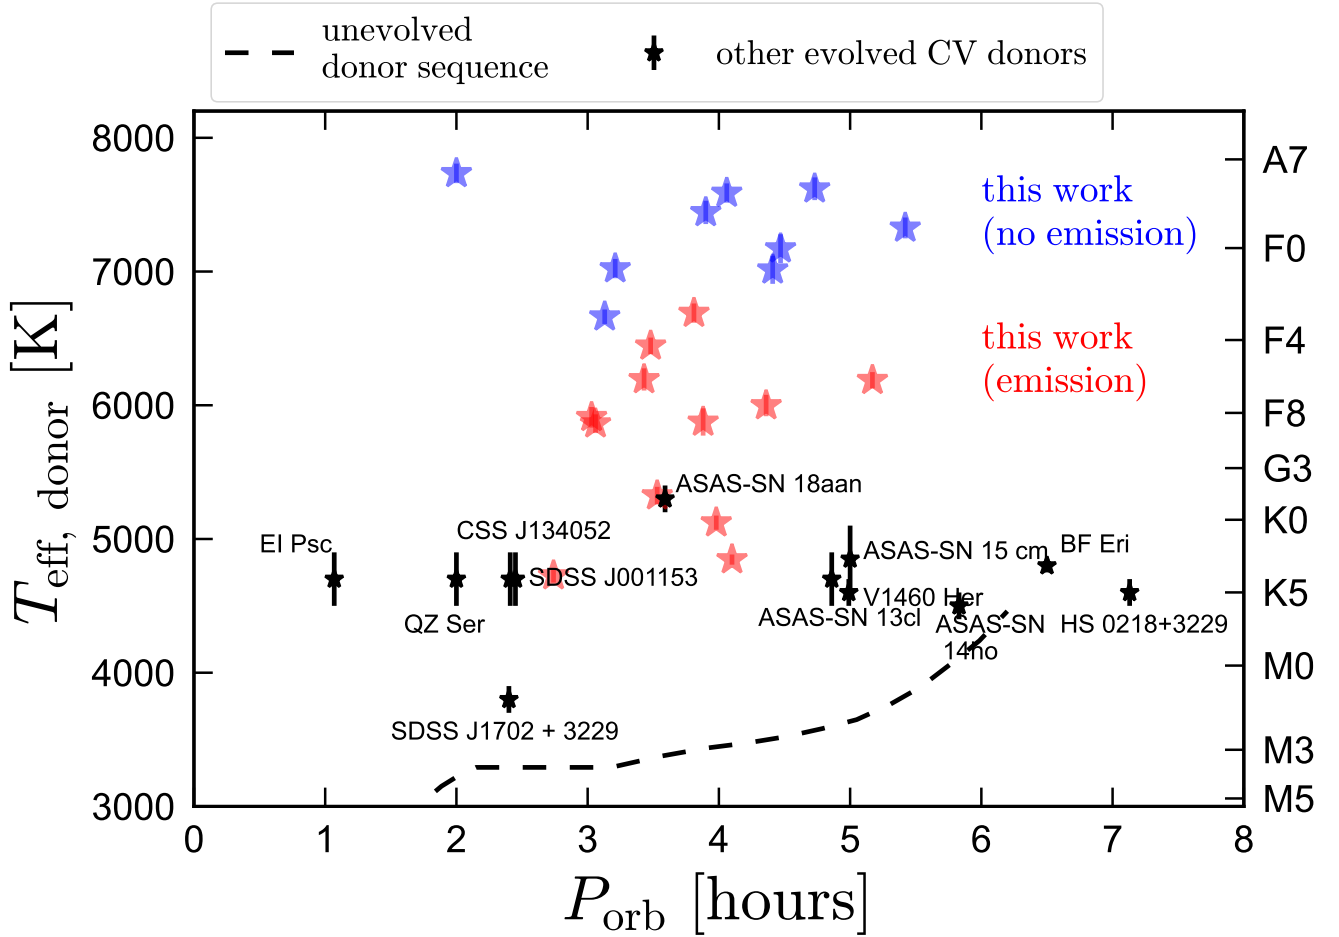 unevolved
donor sequence
other evolved CV donors
8000
7000
6000
5000
4000
3000
T_eff, donor [K]
A7
F0
F4
F8
G3
K0
K5
M0
M3
M5
this work
(no emission)
this work
(emission)
ASAS-SN 18aan
EI Psc
CSS J134052
SDSS J001153
QZ Ser
SDSS J1702 + 3229
ASAS-SN 15 cm
BF Eri
V1460 Her
ASAS-SN 13cl
ASAS-SN
14ho
HS 0218+3229
0 1 2 3 4 5 6 7 8
P_orb [hours]